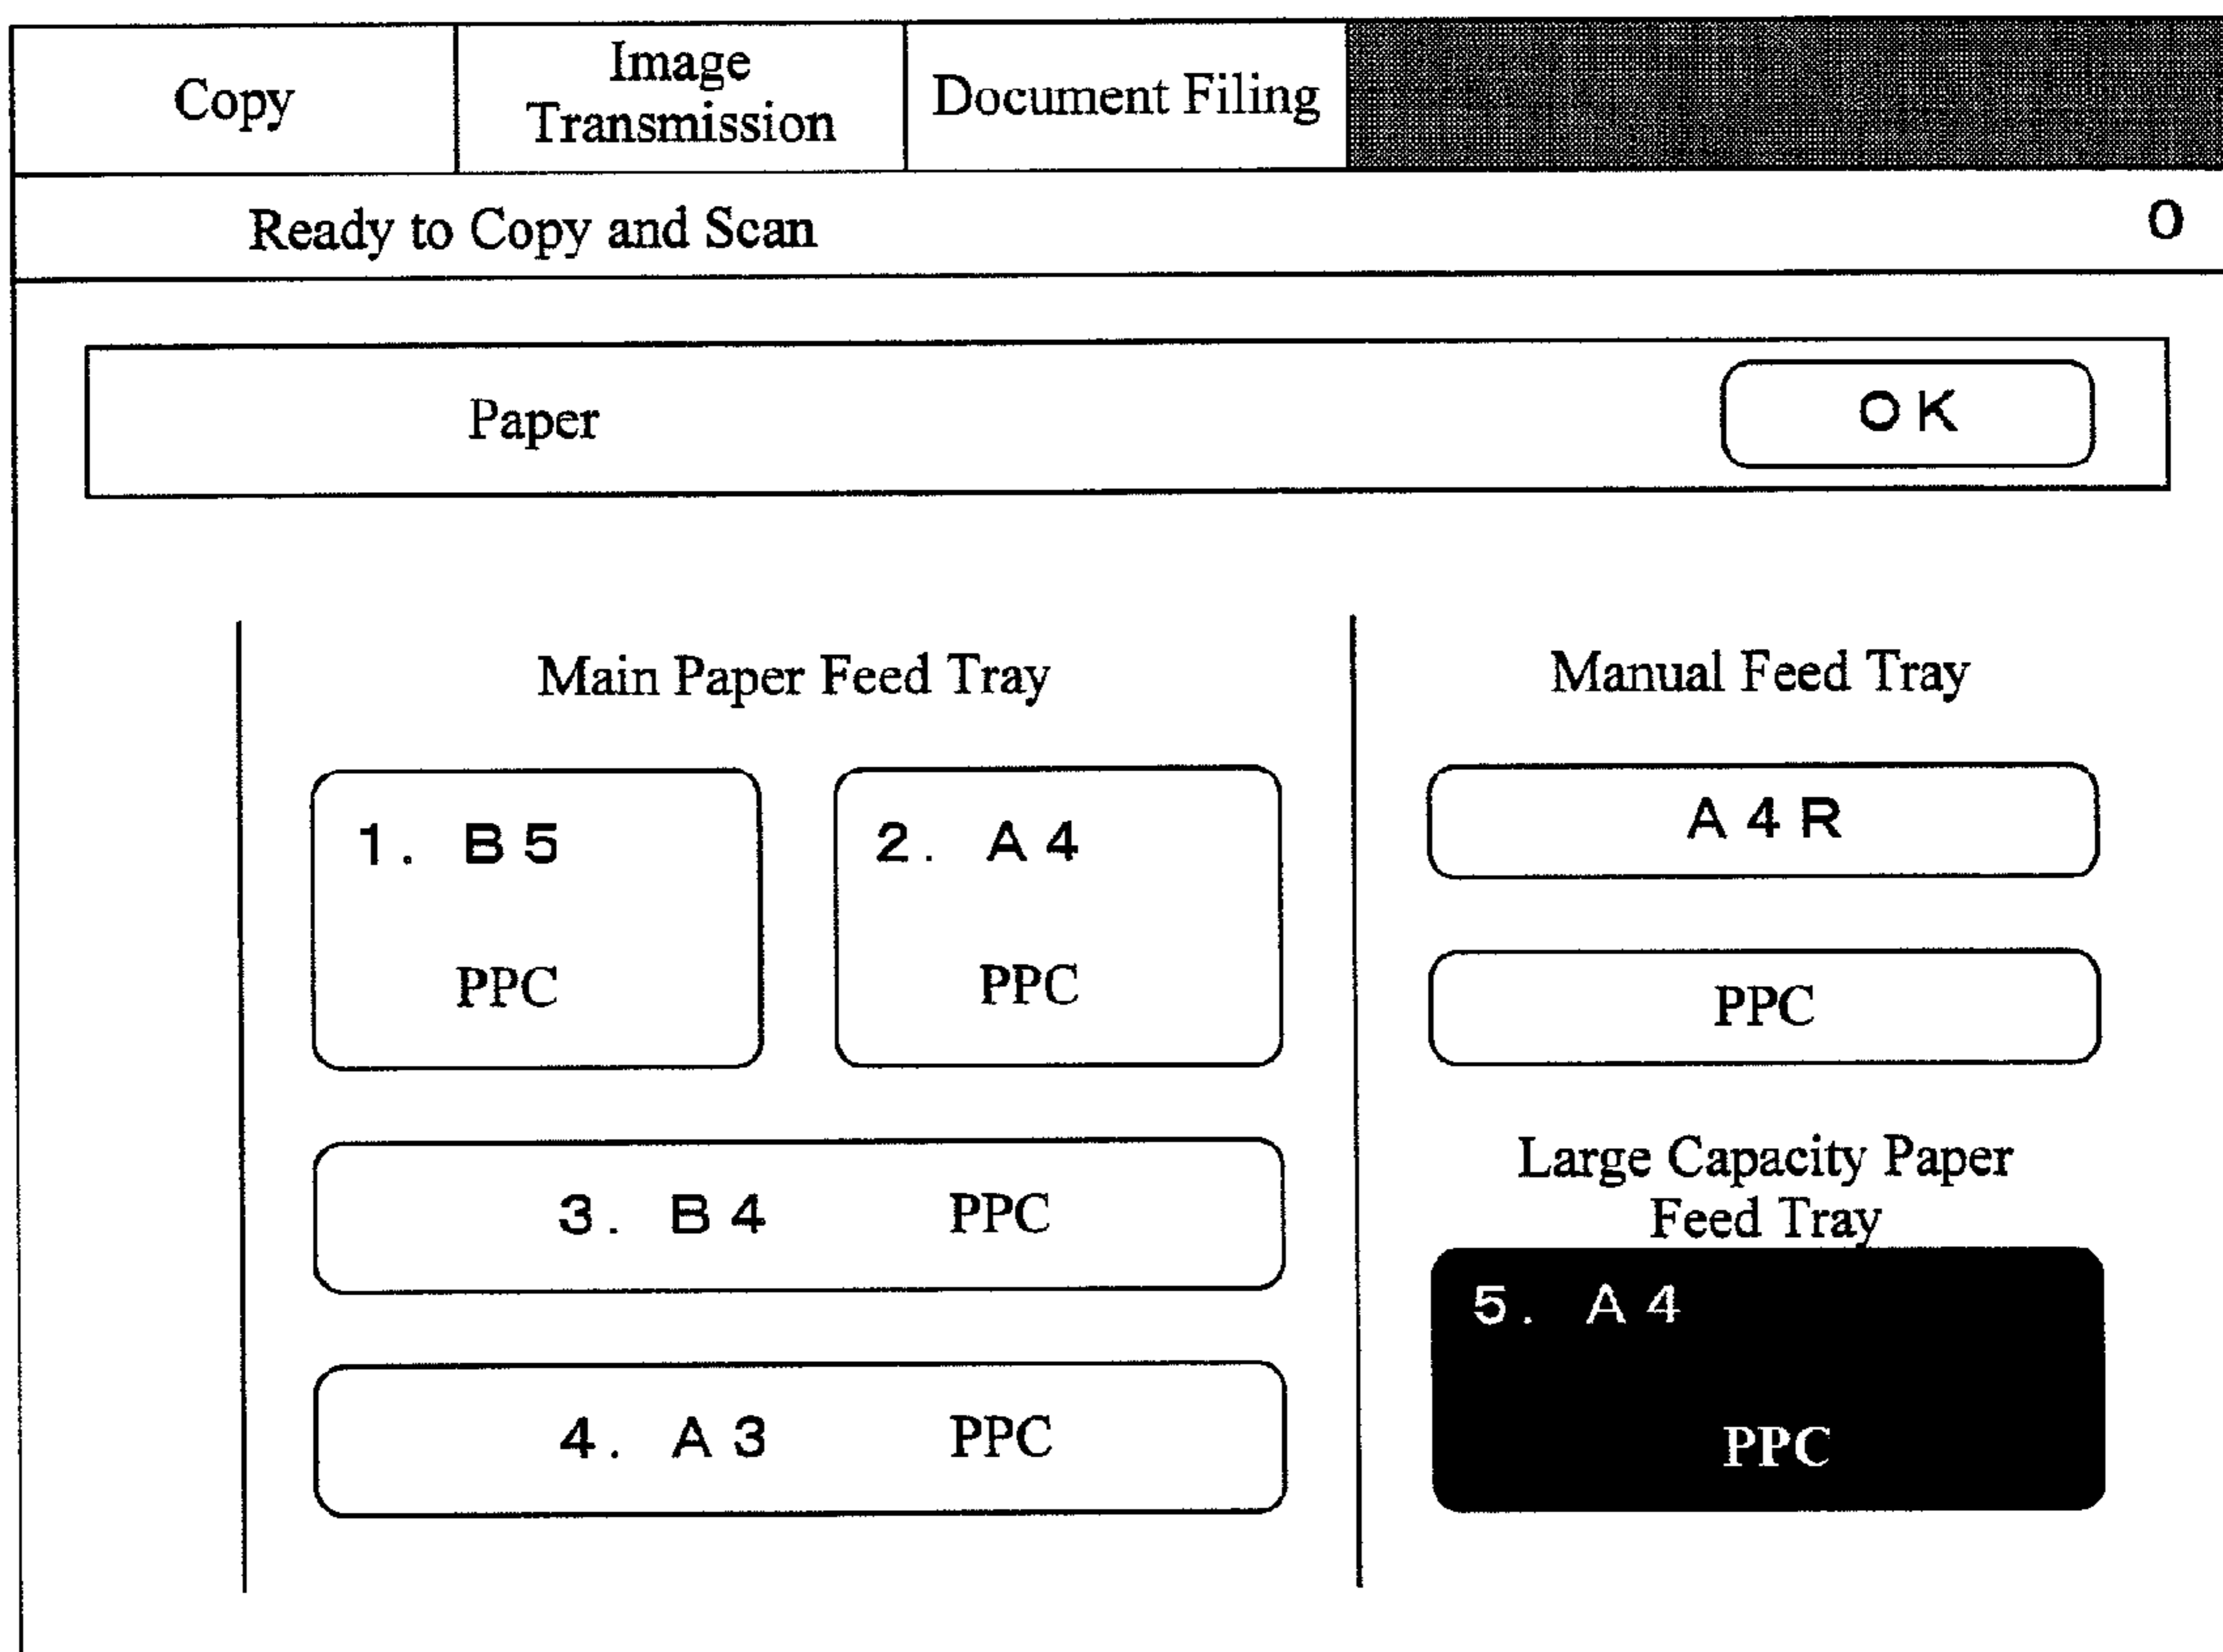 Copy
Image
Transmission
Document Filing
Ready to Copy and Scan
0
Paper
OK
Main Paper Feed Tray
1. B5
PPC
2. A4
PPC
3. B4 PPC
4. A3 PPC
Manual Feed Tray
A4R
PPC
Large Capacity Paper
Feed Tray
5. A4
PPC